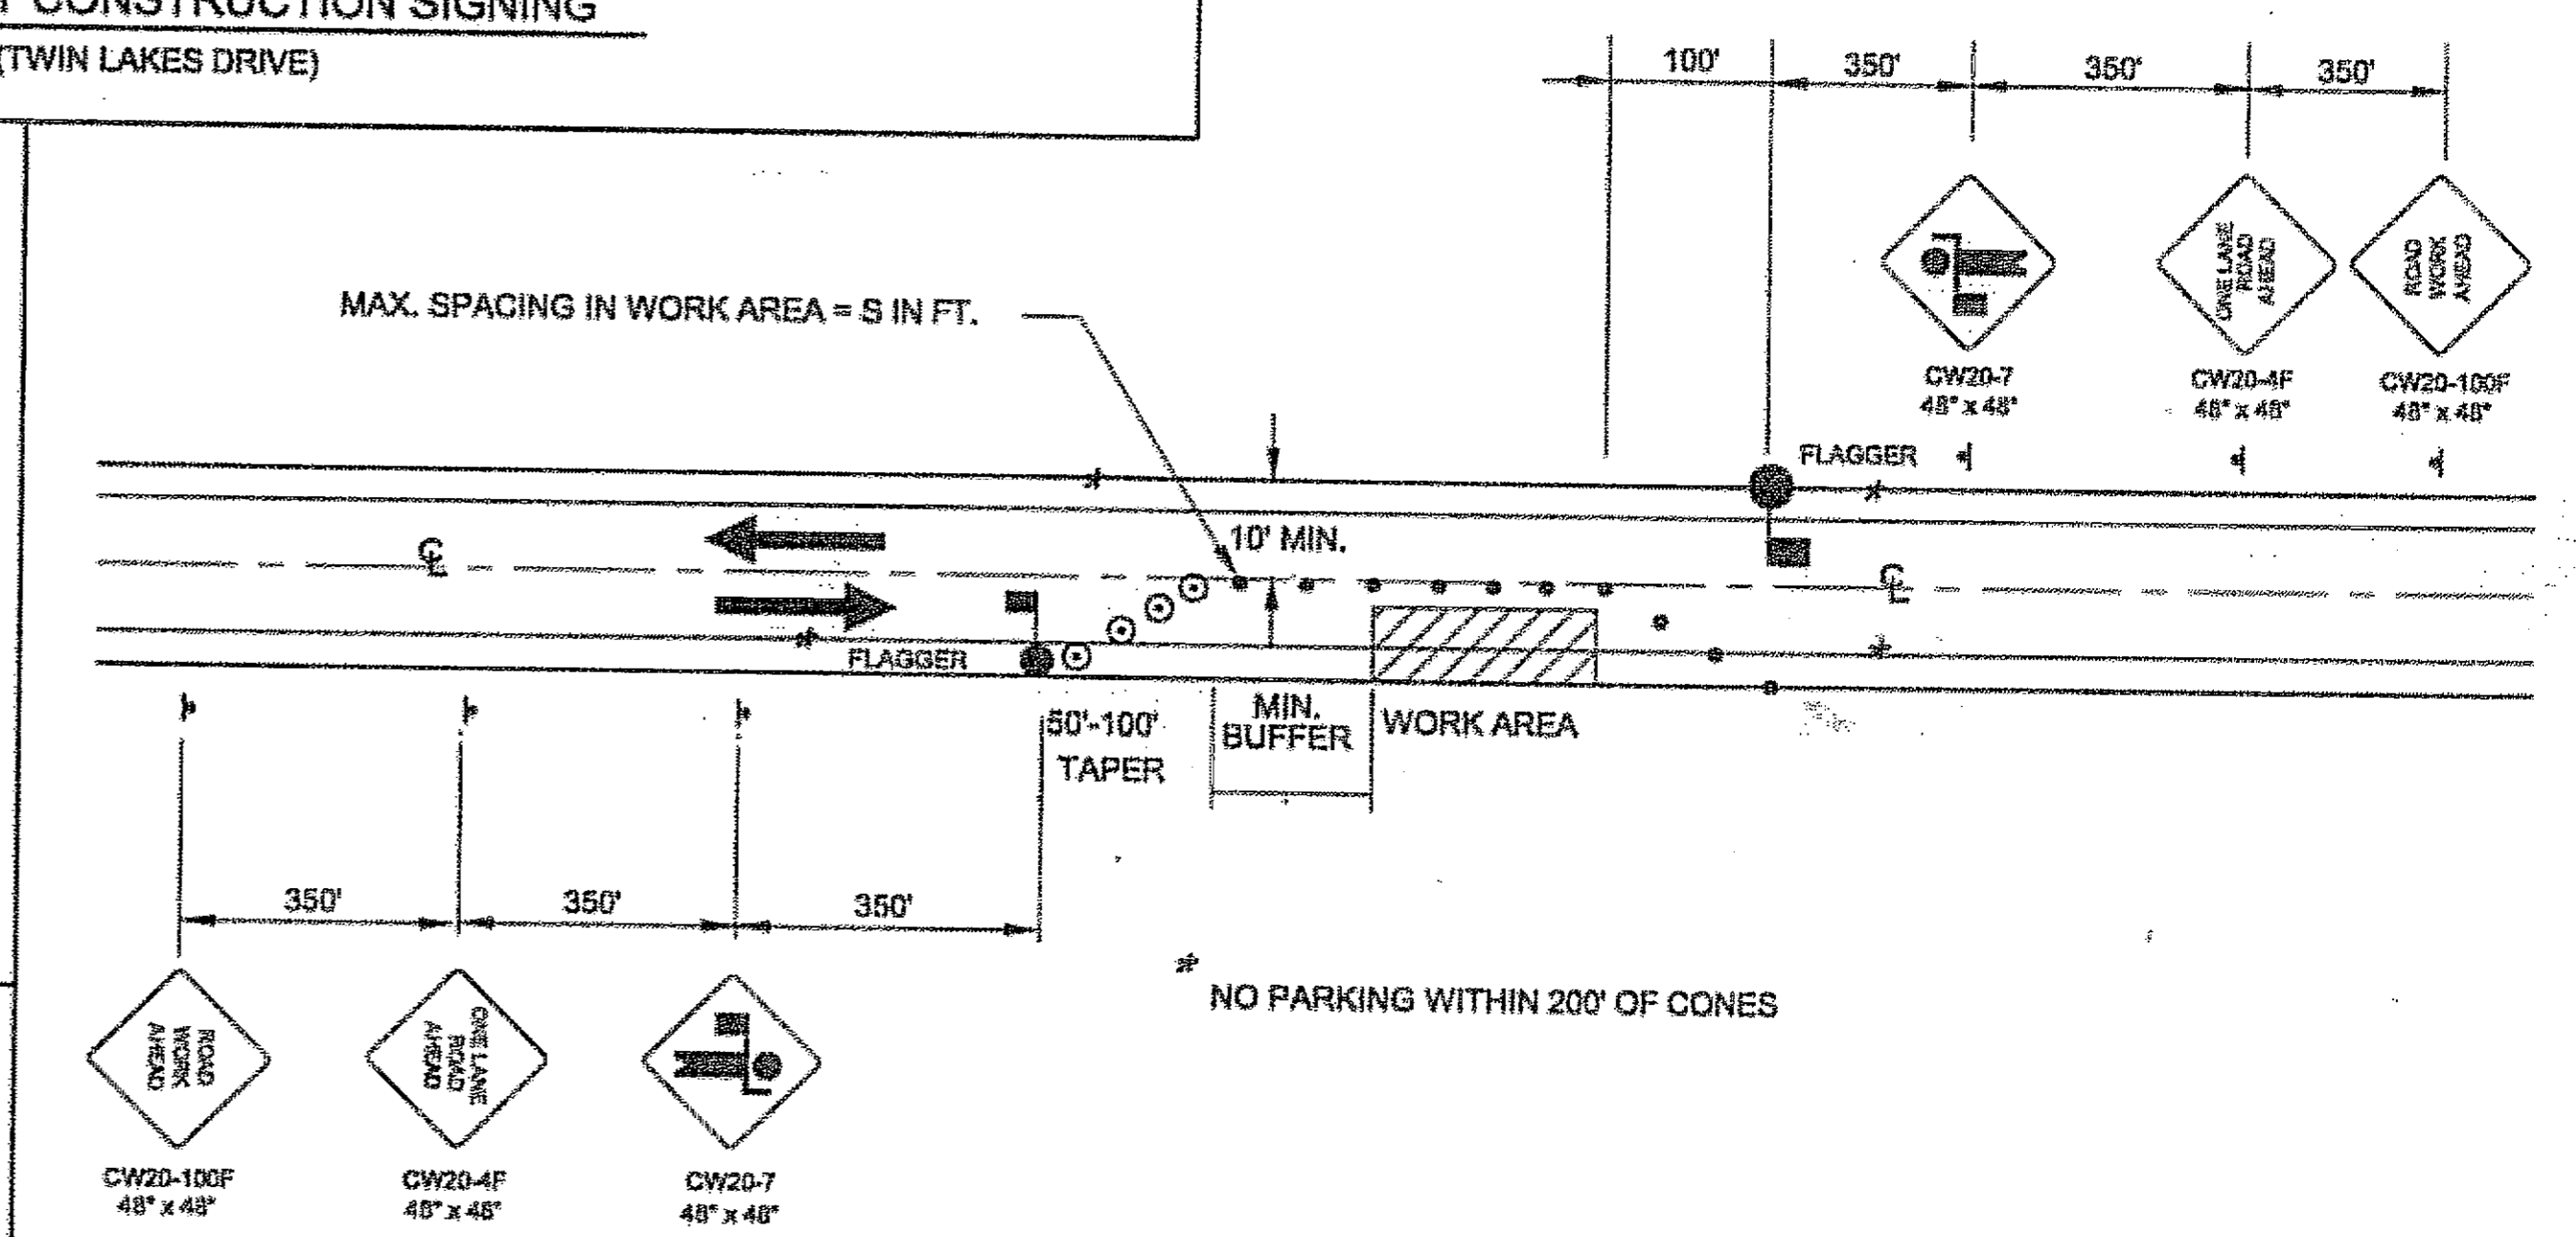 CONSTRUCTION SIGNING
(TWIN LAKES DRIVE)
100'
350'
350'
350'
ONE LANE
ROAD
AHEAD
ROAD
WORK
AHEAD
CW20-7
48" x 48"
CW20-4F
48" x 48"
CW20-100F
48" x 48"
MAX. SPACING IN WORK AREA = S IN FT.
FLAGGER
10' MIN.
CL
CL
FLAGGER
50'-100'
TAPER
MIN.
BUFFER
WORK AREA
350'
350'
350'
* NO PARKING WITHIN 200' OF CONES
ROAD
WORK
AHEAD
ONE LANE
ROAD
AHEAD
CW20-100F
48" x 48"
CW20-4F
48" x 48"
CW20-7
48" x 48"